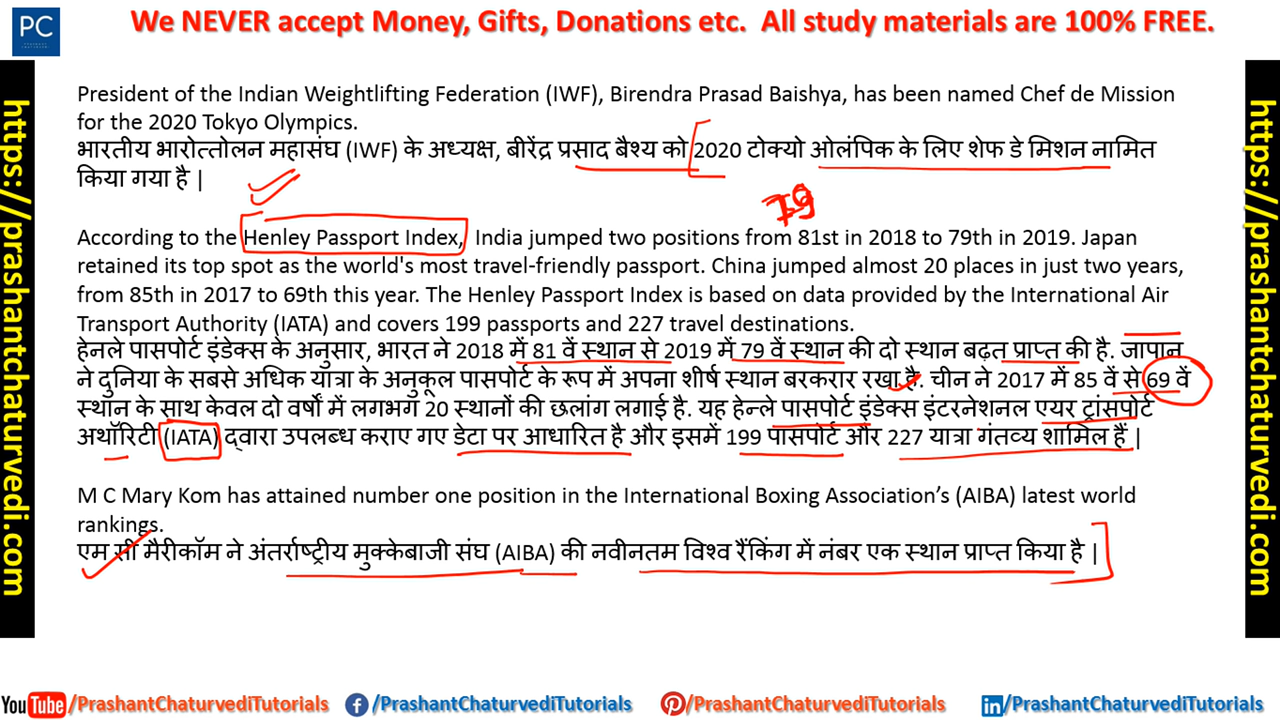 PC
PRASHANT
CHATURVEDI
We NEVER accept Money, Gifts, Donations etc. All study materials are 100% FREE.
https://prashantchaturvedi.com
President of the Indian Weightlifting Federation (IWF), Birendra Prasad Baishya, has been named Chef de Mission
for the 2020 Tokyo Olympics.
भारतीय भारोत्तोलन महासंघ (IWF) के अध्यक्ष, बीरेंद्र प्रसाद बैश्य को 2020 टोक्यो ओलंपिक के लिए शेफ डे मिशन नामित
किया गया है |
79
According to the Henley Passport Index, India jumped two positions from 81st in 2018 to 79th in 2019. Japan
retained its top spot as the world's most travel-friendly passport. China jumped almost 20 places in just two years,
from 85th in 2017 to 69th this year. The Henley Passport Index is based on data provided by the International Air
Transport Authority (IATA) and covers 199 passports and 227 travel destinations.
हेनले पासपोर्ट इंडेक्स के अनुसार, भारत ने 2018 में 81 वें स्थान से 2019 में 79 वें स्थान की दो स्थान बढ़त प्राप्त की है. जापान
ने दुनिया के सबसे अधिक यात्रा के अनुकूल पासपोर्ट के रूप में अपना शीर्ष स्थान बरकरार रखा है. चीन ने 2017 में 85 वें से 69 वें
स्थान के साथ केवल दो वर्षों में लगभग 20 स्थानों की छलांग लगाई है. यह हेन्ले पासपोर्ट इंडेक्स इंटरनेशनल एयर ट्रांसपोर्ट
अथॉरिटी (IATA) द्वारा उपलब्ध कराए गए डेटा पर आधारित है और इसमें 199 पासपोर्ट और 227 यात्रा गंतव्य शामिल हैं |
M C Mary Kom has attained number one position in the International Boxing Association’s (AIBA) latest world
rankings.
एम सी मैरीकॉम ने अंतर्राष्ट्रीय मुक्केबाजी संघ (AIBA) की नवीनतम विश्व रैंकिंग में नंबर एक स्थान प्राप्त किया है |
https://prashantchaturvedi.com
YouTube /PrashantChaturvediTutorials f /PrashantChaturvediTutorials /PrashantChaturvediTutorials in /PrashantChaturvediTutorials